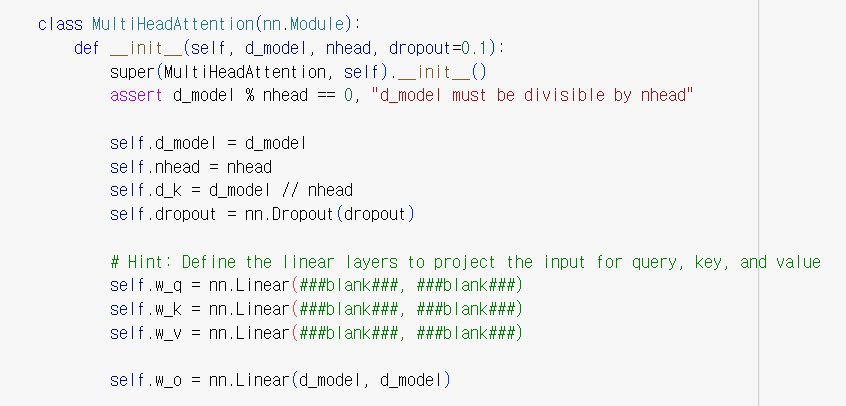 class MultiHeadAttention(nn.Module):
    def __init__(self, d_model, nhead, dropout=0.1):
        super(MultiHeadAttention, self).__init__()
        assert d_model % nhead == 0, "d_model must be divisible by nhead"

        self.d_model = d_model
        self.nhead = nhead
        self.d_k = d_model // nhead
        self.dropout = nn.Dropout(dropout)

        # Hint: Define the linear layers to project the input for query, key, and value
        self.w_q = nn.Linear(###blank###, ###blank###)
        self.w_k = nn.Linear(###blank###, ###blank###)
        self.w_v = nn.Linear(###blank###, ###blank###)

        self.w_o = nn.Linear(d_model, d_model)